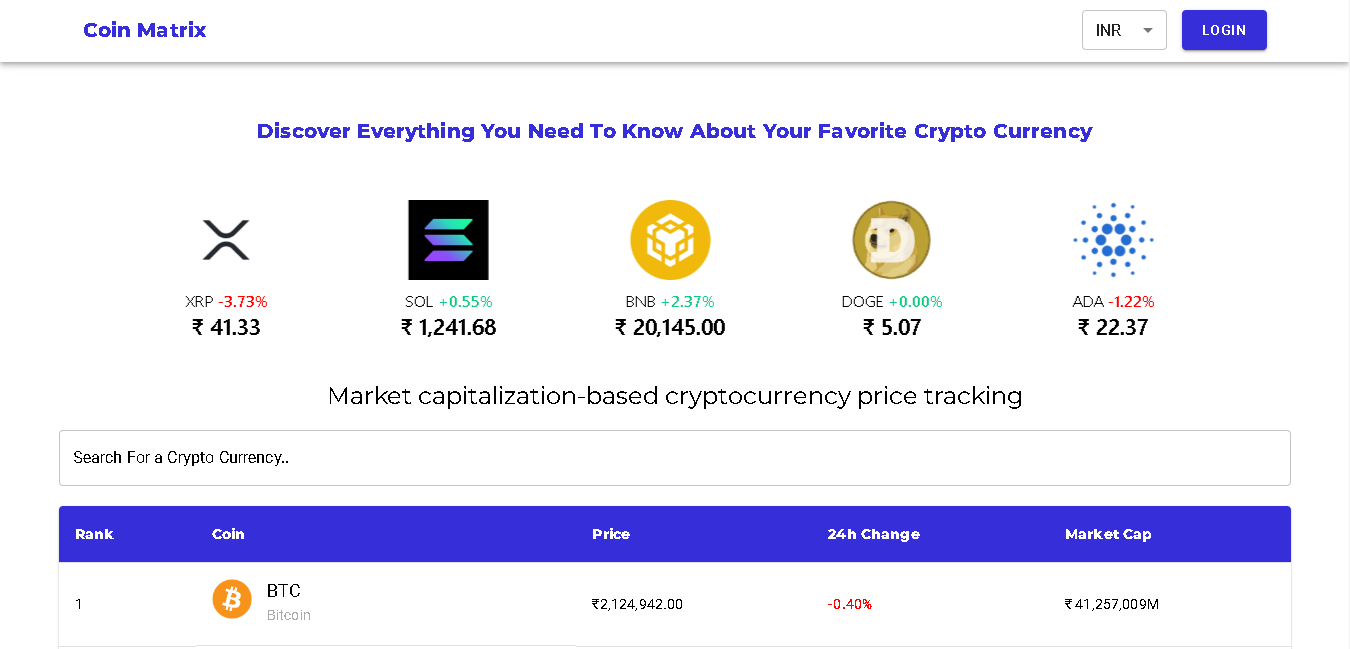 Coin Matrix
INR
LOGIN
Discover Everything You Need To Know About Your Favorite Crypto Currency
XRP -3.73%
₹ 41.33
SOL +0.55%
₹ 1,241.68
BNB +2.37%
₹ 20,145.00
DOGE +0.00%
₹ 5.07
ADA -1.22%
₹ 22.37
Market capitalization-based cryptocurrency price tracking
Search For a Crypto Currency..
Rank Coin Price 24h Change Market Cap
1 BTC ₹2,124,942.00 -0.40% ₹ 41,257,009M
Bitcoin